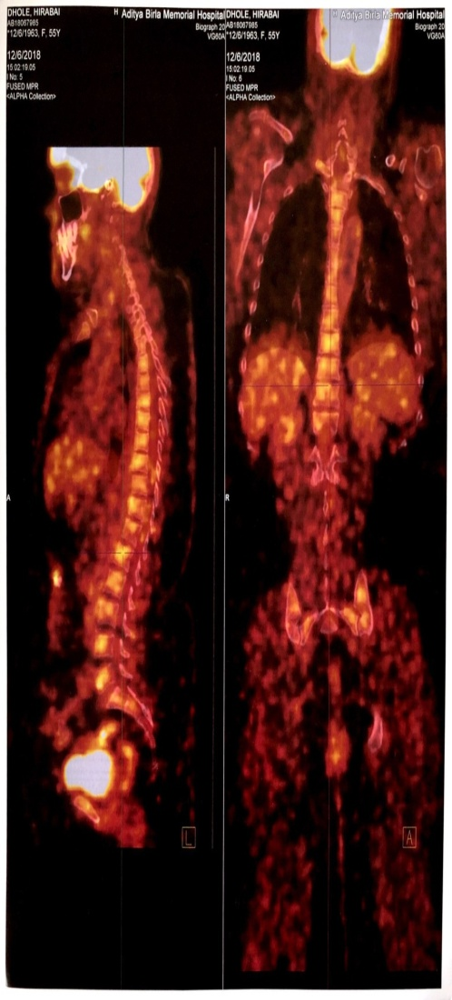 H Aditya Birla Memorial Hospital
DHOLE, HIRABAI
AB18067985
*12/6/1963, F, 55Y
Biograph 20
VG60A
12/6/2018
15:02:19.05
I No: 5
FUSED MPR
<ALPHA Collection>
A
L
H Aditya Birla Memorial Hospital
DHOLE, HIRABAI
AB18067985
*12/6/1963, F, 55Y
Biograph 20
VG60A
12/6/2018
15:02:19.05
I No: 6
FUSED MPR
<ALPHA Collection>
R
A